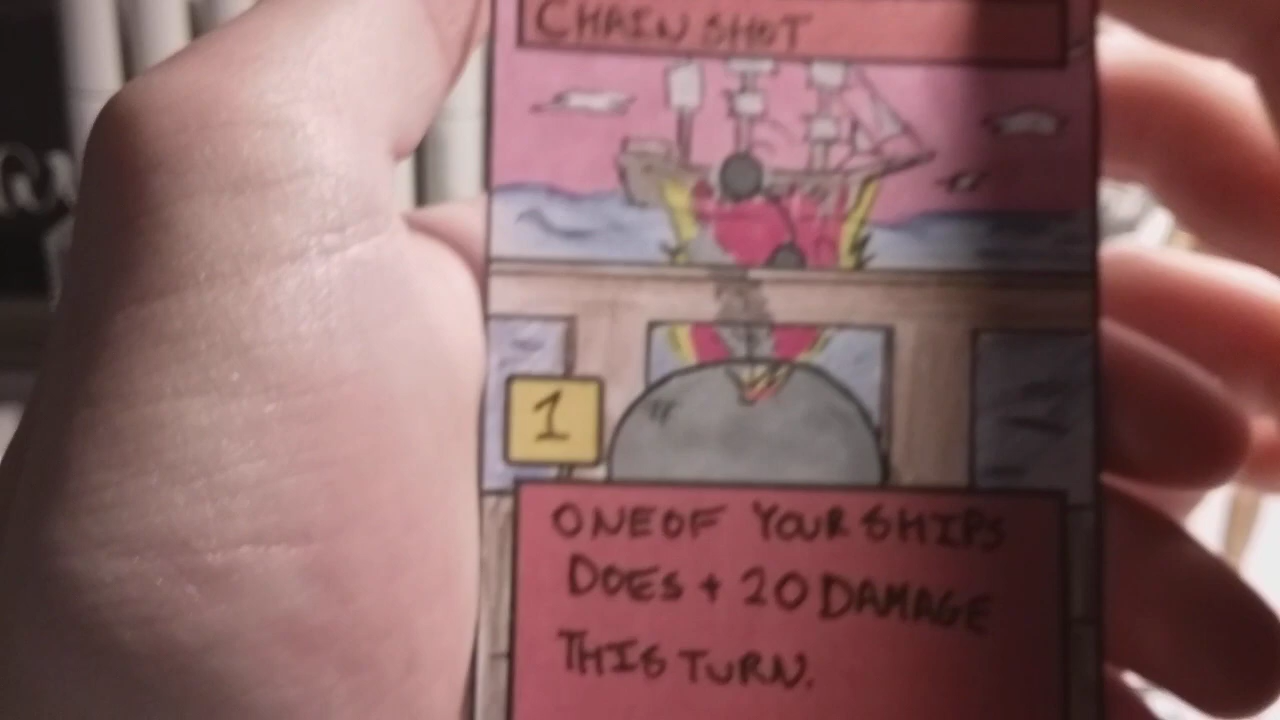 CHAIN SHOT
1
ONE OF YOUR SHIPS
DOES + 20 DAMAGE
THIS TURN.